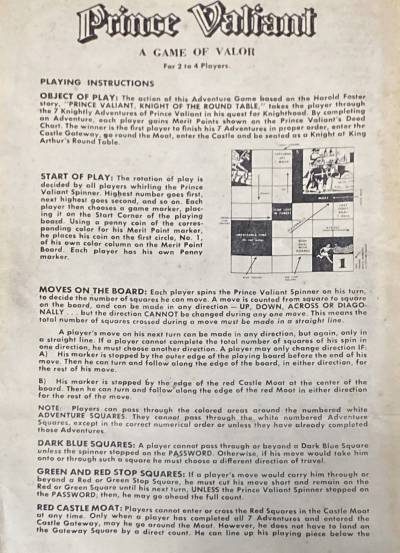 Prince Valiant
A GAME OF VALOR
For 2 to 4 Players.
PLAYING INSTRUCTIONS
OBJECT OF PLAY: The action of this Adventure Game based on the Harold Foster
story, "PRINCE VALIANT, KNIGHT OF THE ROUND TABLE," takes the player through
the 7 Knightly Adventures of Prince Valiant in his quest for Knighthood. By completing
an Adventure, each player gains Merit Points shown on the Prince Valiant's Deed
Chart. The winner is the first player to finish his 7 Adventures in proper order, enter the
Castle Gateway, go round the Moat, enter the Castle and be seated as a Knight at King
Arthur's Round Table.
START OF PLAY: The rotation of play is
decided by all players whirling the Prince
Valiant Spinner. Highest number goes first,
next highest goes second, and so on. Each
player then chooses a game marker, plac-
ing it on the Start Corner of the playing
board. Using a penny coin of the corres-
ponding color for his Merit Point marker,
he places his coin on the first circle, No. 1,
of his own color column on the Merit Point
Board. Each player has his own Penny
marker.
1
MOVES ON THE BOARD: Each player spins the Prince Valiant Spinner on his turn,
to decide the number of squares he can move. A move is counted from square to square
on the board, and can be made in any direction — UP, DOWN, ACROSS OR DIAGO-
NALLY . . . but the direction CANNOT be changed during any one move. This means the
total number of squares crossed during a move must be made in a straight line.
A player's move on his next turn can be made in any direction, but again, only in
a straight line. If a player cannot complete the total number of squares of his spin in
one direction, he must choose another direction. A player may only change direction IF:
A) His marker is stopped by the outer edge of the playing board before the end of his
move. Then he can turn and follow along the edge of the board, in either direction, for
the rest of his move.
B) His marker is stopped by the edge of the red Castle Moat at the center of the
board. Then he can turn and follow along the edge of the red Moat in either direction
for the rest of the move.
NOTE: Players can pass through the colored areas around the numbered white
ADVENTURE SQUARES. They cannot pass through the white numbered Adventure
Squares, except in the correct numerical order or unless they have already completed
those Adventures.
DARK BLUE SQUARES: A player cannot pass through or beyond a Dark Blue Square
unless the spinner stopped on the PASSWORD. Otherwise, if his move would take him
onto or through such a square he must choose a different direction of travel.
GREEN AND RED STOP SQUARES: If a player's move would carry him through or
beyond a Red or Green Stop Square, he must cut his move short and remain on the
Red or Green Square until his next turn, UNLESS the Prince Valiant Spinner stopped on
the PASSWORD; then, he may go ahead the full count.
RED CASTLE MOAT: Players cannot enter or cross the Red Squares in the Castle Moat
at any time. Only when a player has completed all 7 Adventures and entered the
Castle Gateway, may he go around the Moat. However, he does not have to land on
the Gateway Square by a direct count. He can line up his playing piece below the